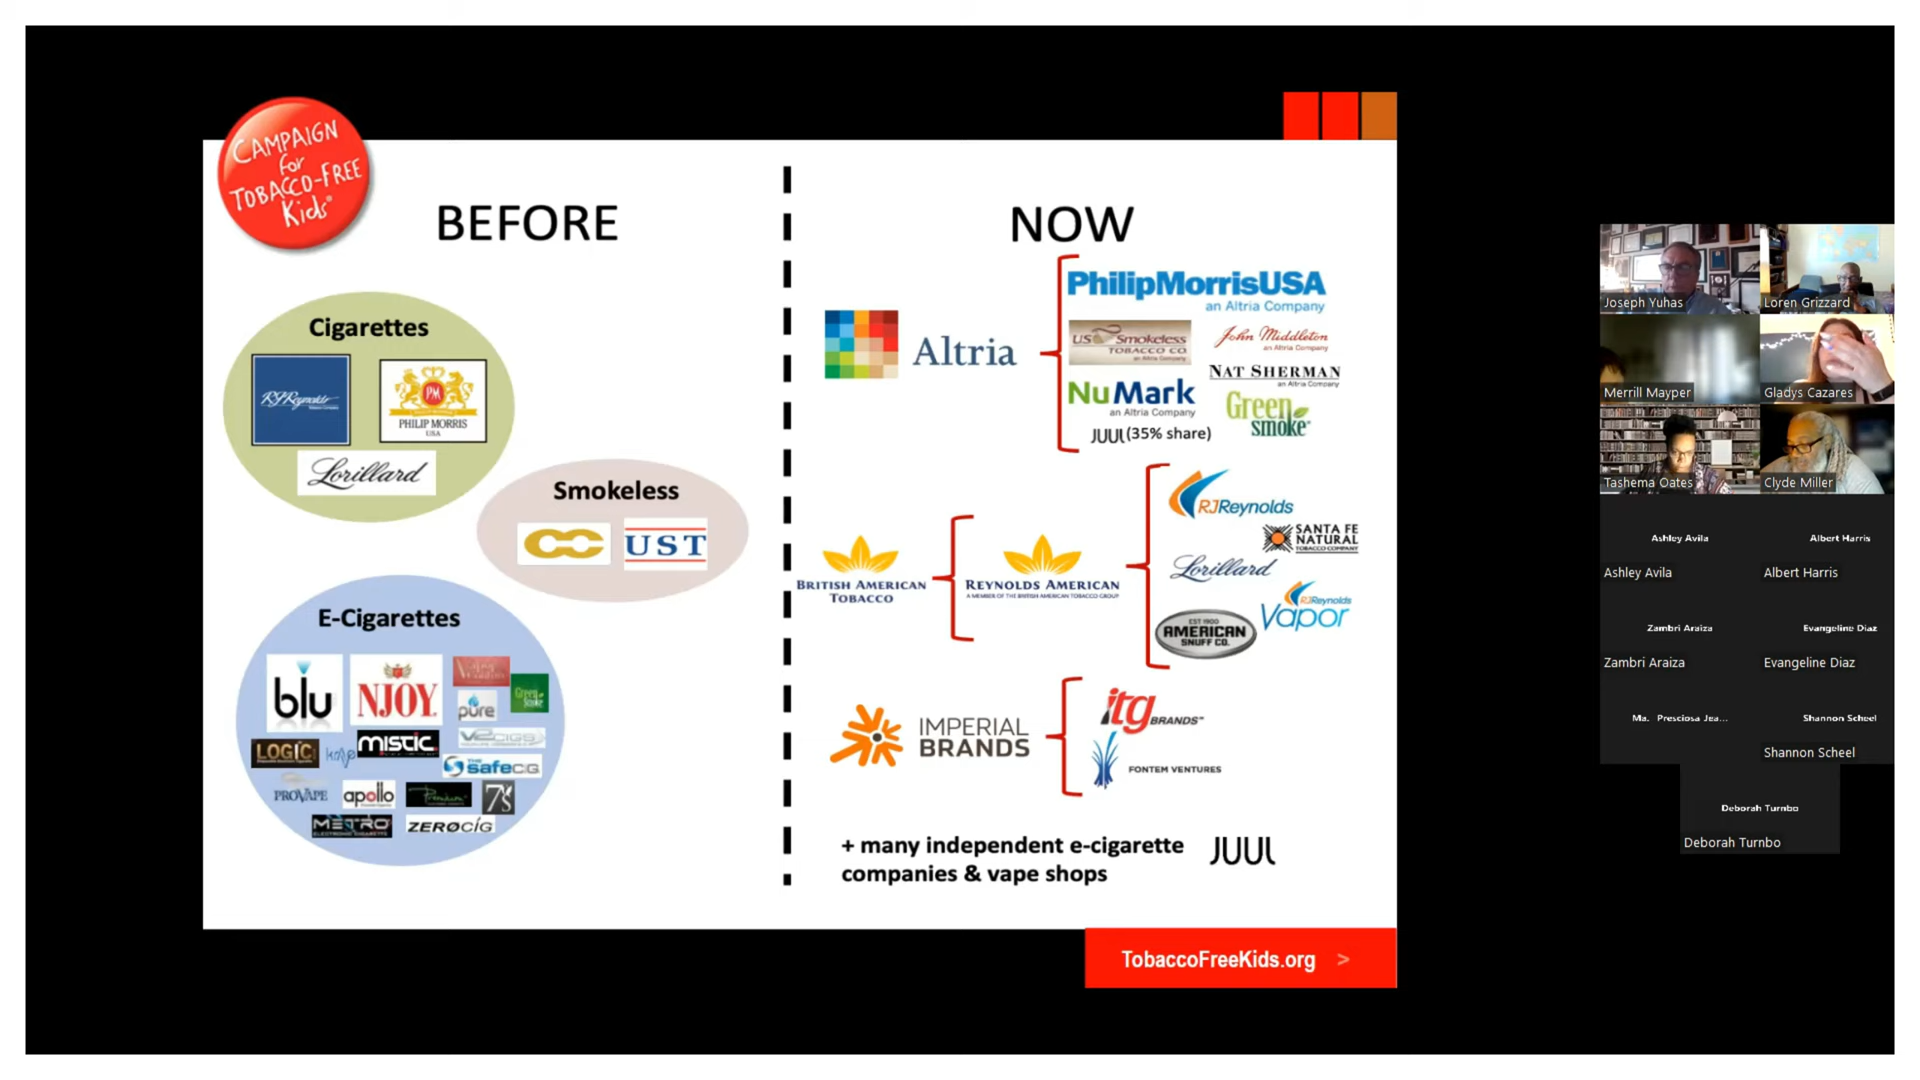 CAMPAIGN
for
TOBACCO-FREE
Kids®
BEFORE
Cigarettes
RJReynolds
PM
PHILIP MORRIS
USA
Lorillard
Smokeless
CC
UST
E-Cigarettes
blu
NJOY
Green
Smoke
pure
LOGIC
mistic
V2CIGS
THE
safecig
PROVAPE
apollo
Premium
7's
METRO
ELECTRONIC CIGARETTE
ZEROCIG
NOW
Altria
PhilipMorrisUSA
an Altria Company
US Smokeless
TOBACCO CO.
an Altria Company
John Middleton
an Altria Company
NAT SHERMAN
an Altria Company
NuMark
an Altria Company
Green
smoke
JUUL (35% share)
BRITISH AMERICAN
TOBACCO
REYNOLDS AMERICAN
A MEMBER OF THE BRITISH AMERICAN TOBACCO GROUP
RJReynolds
SANTA FE
NATURAL
TOBACCO COMPANY
Lorillard
RJReynolds
Vapor
EST 1900
AMERICAN
SNUFF CO.
IMPERIAL
BRANDS
itg BRANDS™
FONTEM VENTURES
+ many independent e-cigarette
companies & vape shops
JUUL
TobaccoFreeKids.org >
Joseph Yuhas
Loren Grizzard
Merrill Mayper
Gladys Cazares
Tashema Oates
Clyde Miller
Ashley Avila
Albert Harris
Ashley Avila
Albert Harris
Zambri Araiza
Evangeline Diaz
Zambri Araiza
Evangeline Diaz
Ma. Presciosa Jea...
Shannon Scheel
Shannon Scheel
Deborah Turnbo
Deborah Turnbo